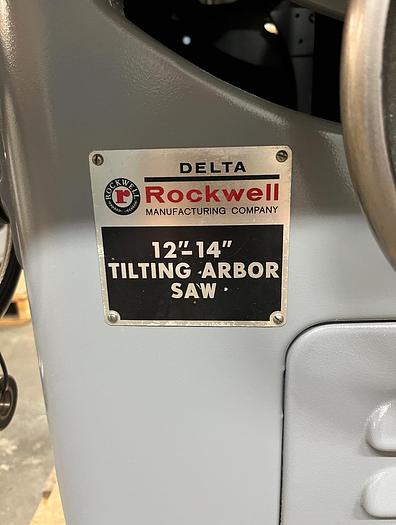 DELTA
ROCKWELL
r
Rockwell
MANUFACTURING COMPANY
12"-14"
TILTING ARBOR
SAW